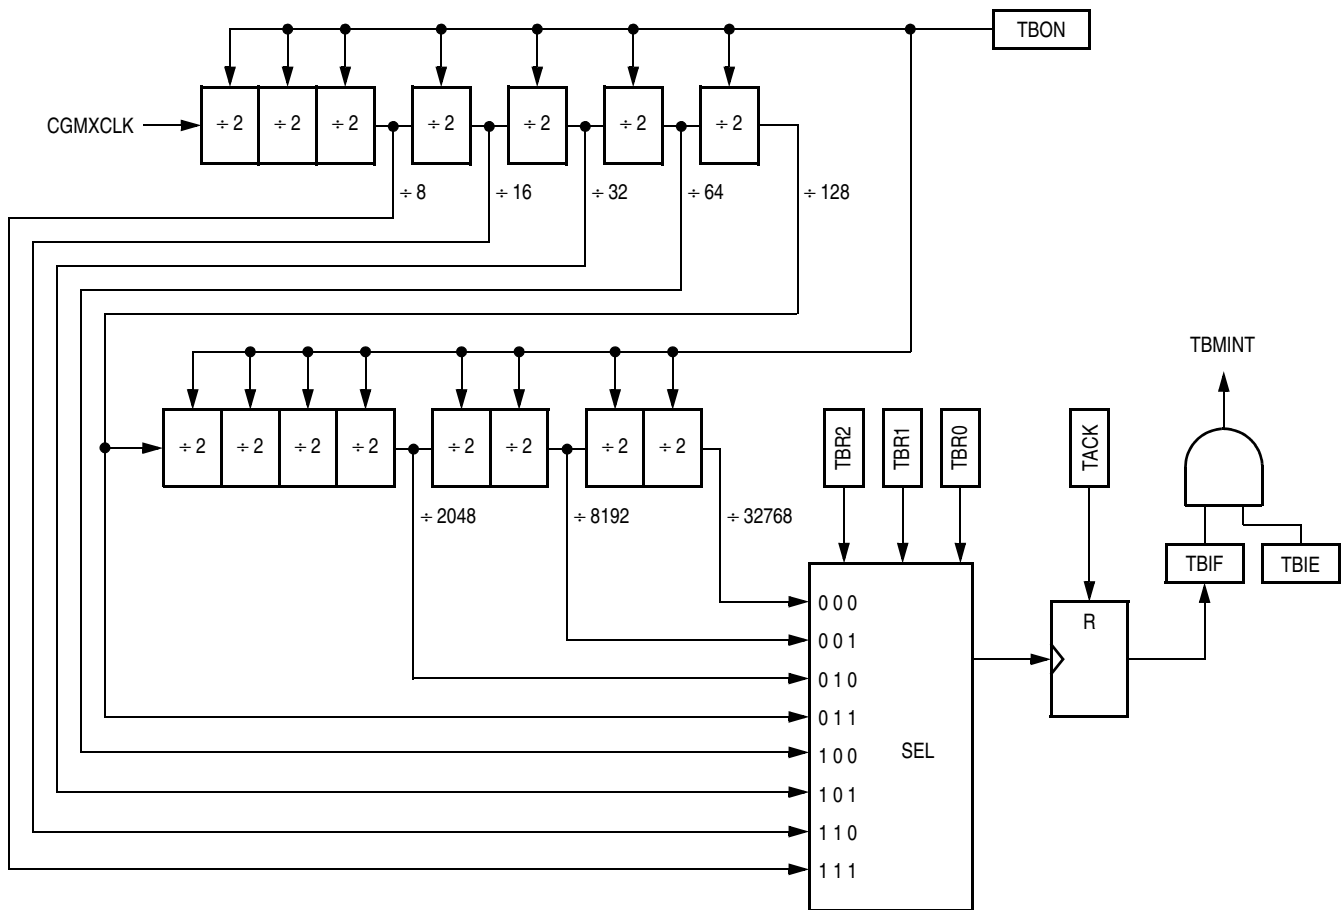 TBON
CGMXCLK
÷ 2
÷ 2
÷ 2
÷ 2
÷ 2
÷ 2
÷ 2
÷ 8
÷ 16
÷ 32
÷ 64
÷ 128
TBMINT
÷ 2
÷ 2
÷ 2
÷ 2
÷ 2
÷ 2
÷ 2
÷ 2
TBR2
TBR1
TBR0
TACK
÷ 2048
÷ 8192
÷ 32768
TBIF
TBIE
0 0 0
R
0 0 1
0 1 0
0 1 1
1 0 0
SEL
1 0 1
1 1 0
1 1 1